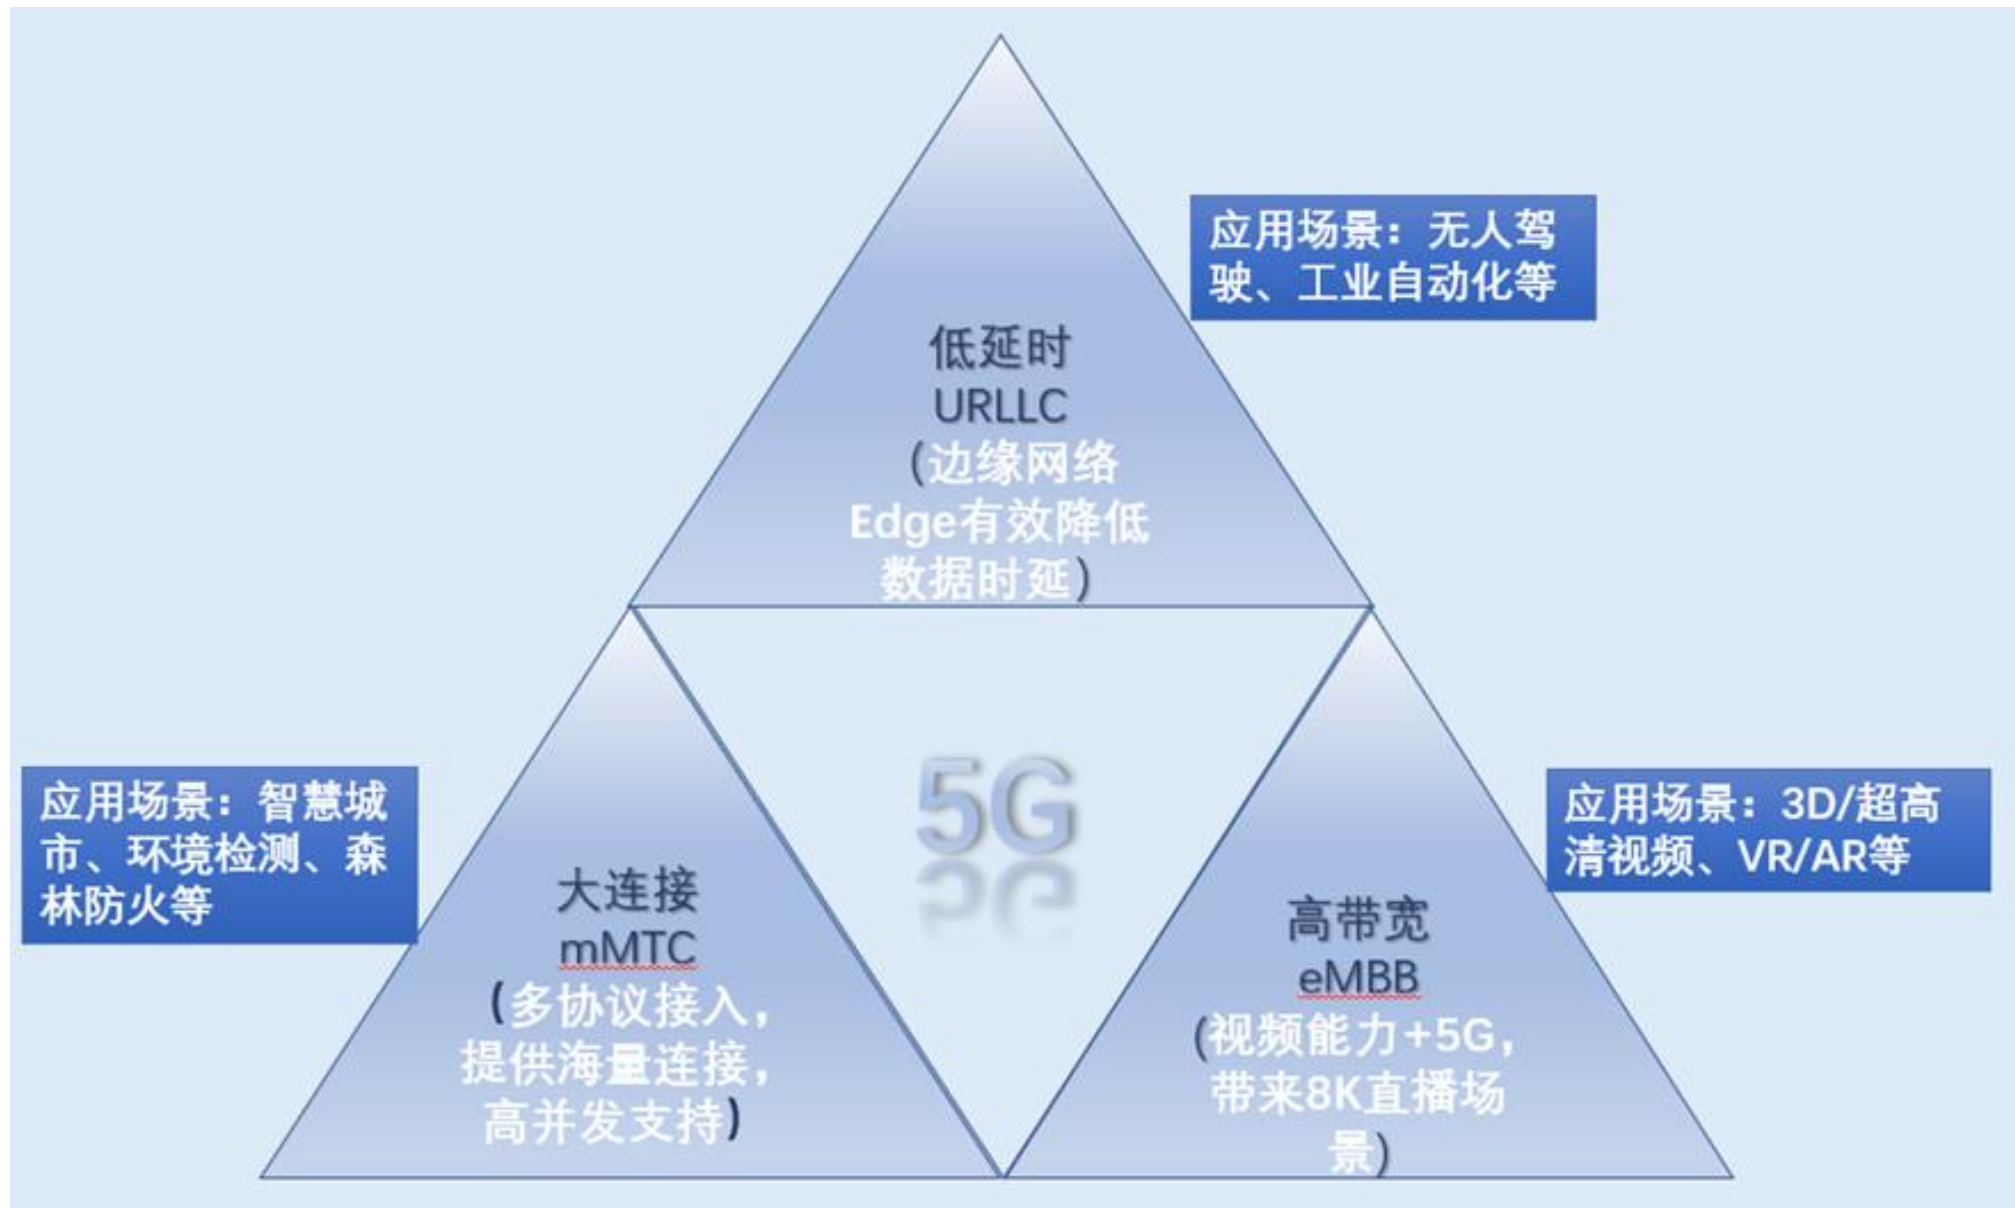 应用场景：无人驾
驶、工业自动化等
低延时
URLLC
(边缘网络
Edge有效降低
数据时延)
5G
应用场景：智慧城
市、环境检测、森
林防火等
大连接
mMTC
(多协议接入，
提供海量连接，
高并发支持)
应用场景：3D/超高
清视频、VR/AR等
高带宽
eMBB
(视频能力+5G，
带来8K直播场
景)